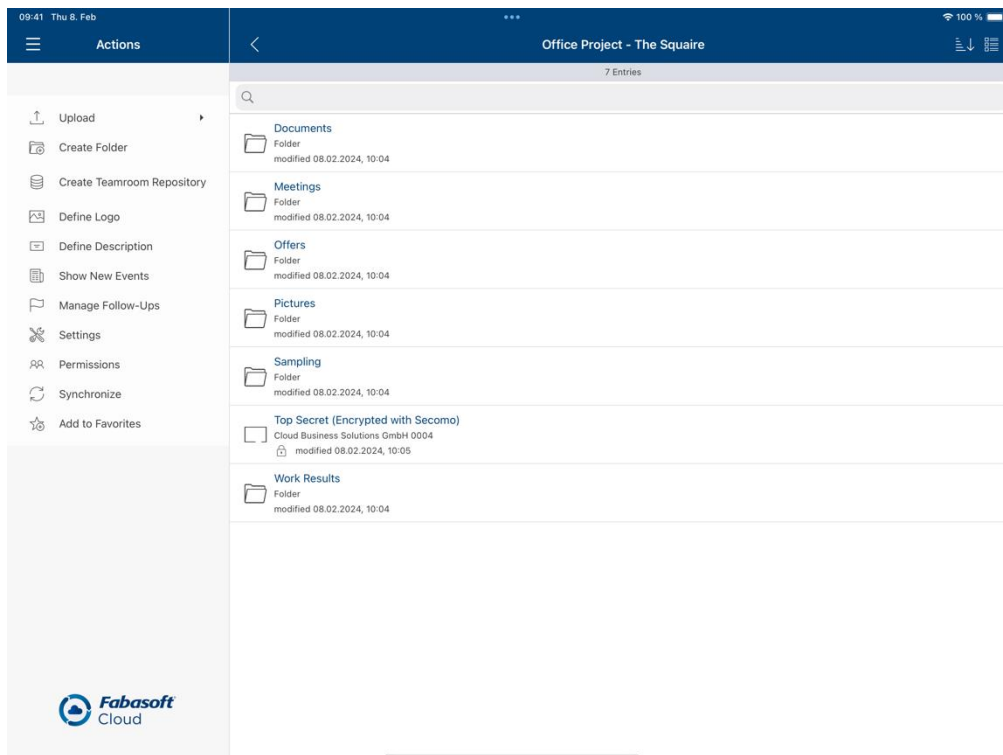 09:41 Thu 8. Feb
100 %
Actions
Office Project - The Squaire
7 Entries
Upload
Create Folder
Create Teamroom Repository
Define Logo
Define Description
Show New Events
Manage Follow-Ups
Settings
Permissions
Synchronize
Add to Favorites
Documents
Folder
modified 08.02.2024, 10:04
Meetings
Folder
modified 08.02.2024, 10:04
Offers
Folder
modified 08.02.2024, 10:04
Pictures
Folder
modified 08.02.2024, 10:04
Sampling
Folder
modified 08.02.2024, 10:04
Top Secret (Encrypted with Secomo)
Cloud Business Solutions GmbH 0004
modified 08.02.2024, 10:05
Work Results
Folder
modified 08.02.2024, 10:04
Fabasoft
Cloud